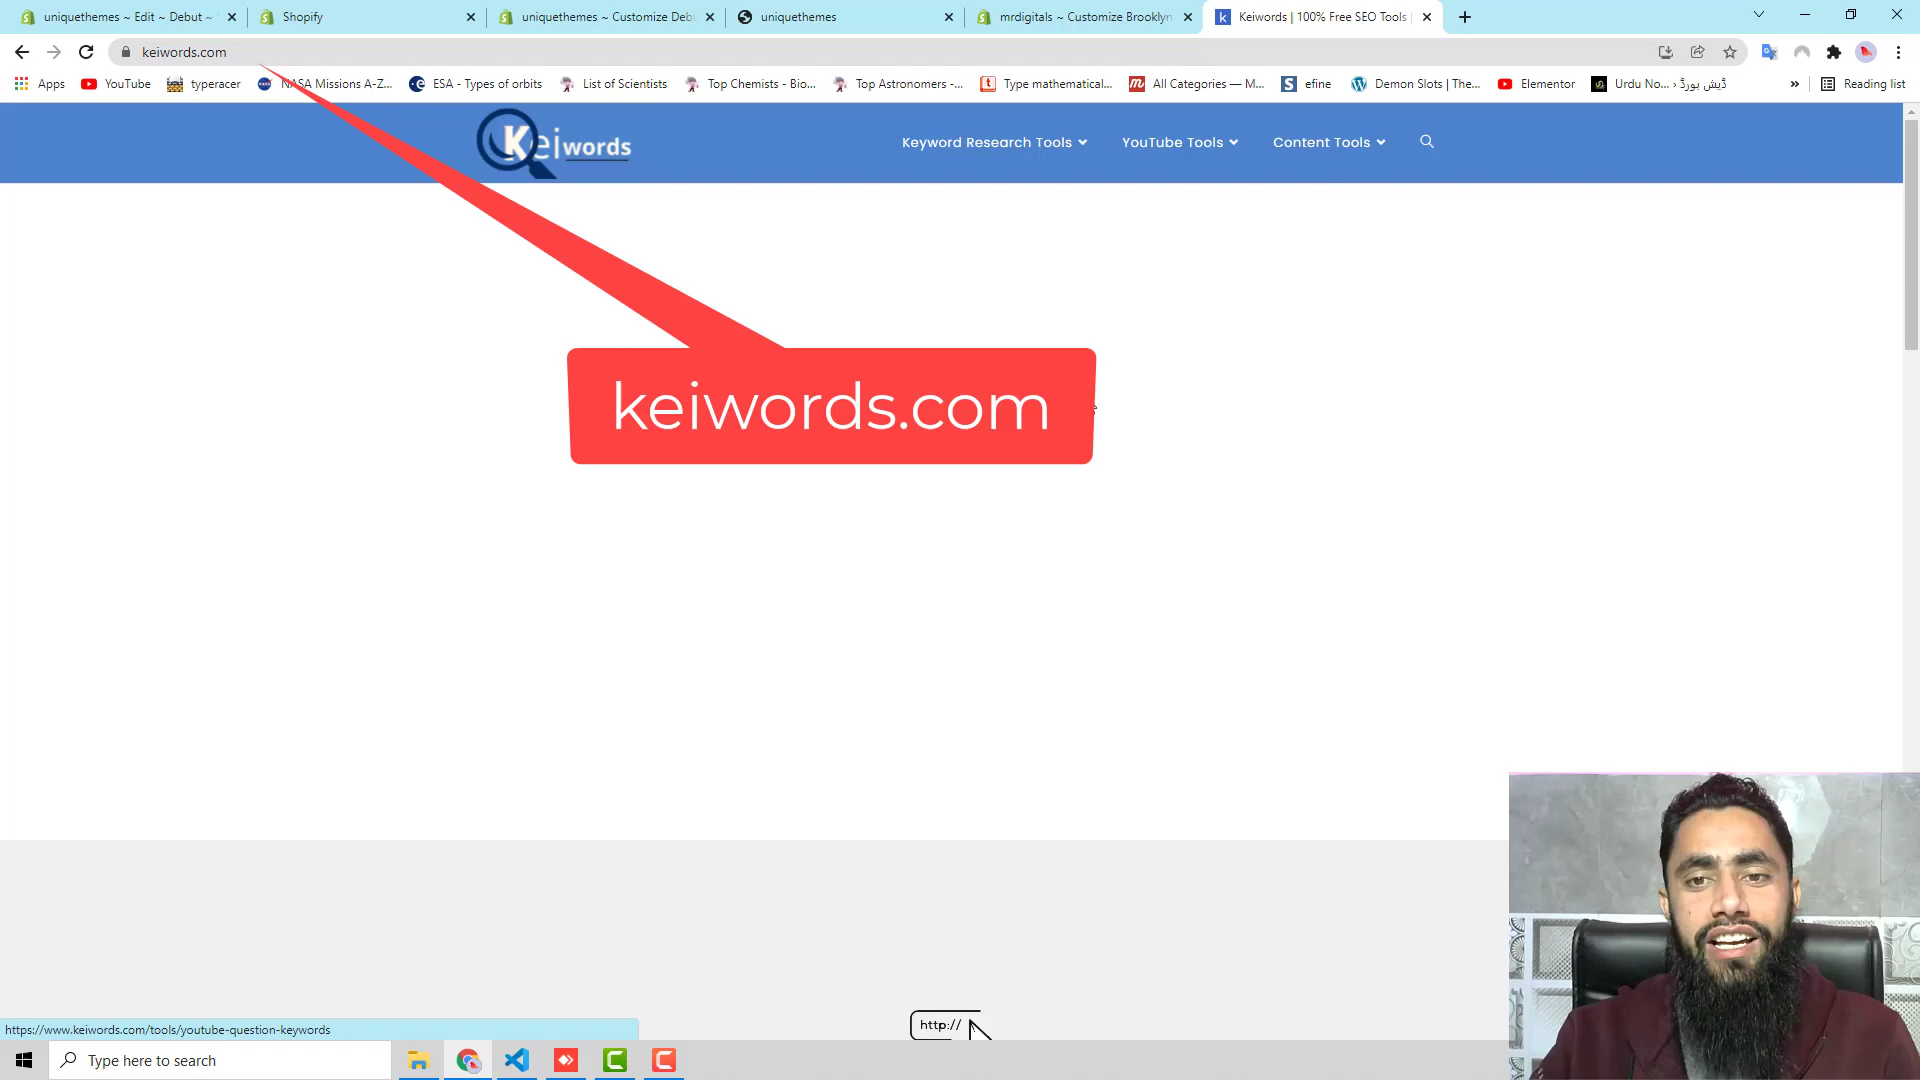 uniquethemes ~ Edit ~ Debut ~
Shopify
uniquethemes ~ Customize Deb
uniquethemes
mrdigitals ~ Customize Brooklyn
Keiwords | 100% Free SEO Tools |
keiwords.com
Apps
YouTube
typeracer
NASA Missions A-Z...
ESA - Types of orbits
List of Scientists
Top Chemists - Bio...
Top Astronomers -...
Type mathematical...
All Categories — M...
efine
Demon Slots | The...
Elementor
Urdu No... › ڈیش بورڈ
»
Reading list
Keiwords
Keyword Research Tools
YouTube Tools
Content Tools
keiwords.com
http://
https://www.keiwords.com/tools/youtube-question-keywords
Type here to search